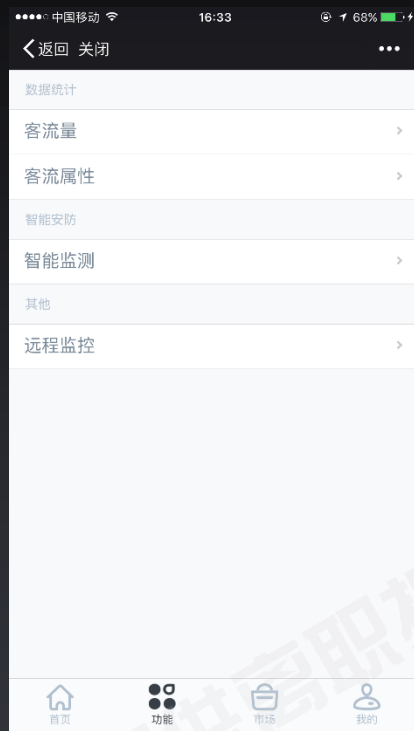 中国移动 16:33 68%
返回 关闭
数据统计
客流量
客流属性
智能安防
智能监测
其他
远程监控
首页 功能 市场 我的